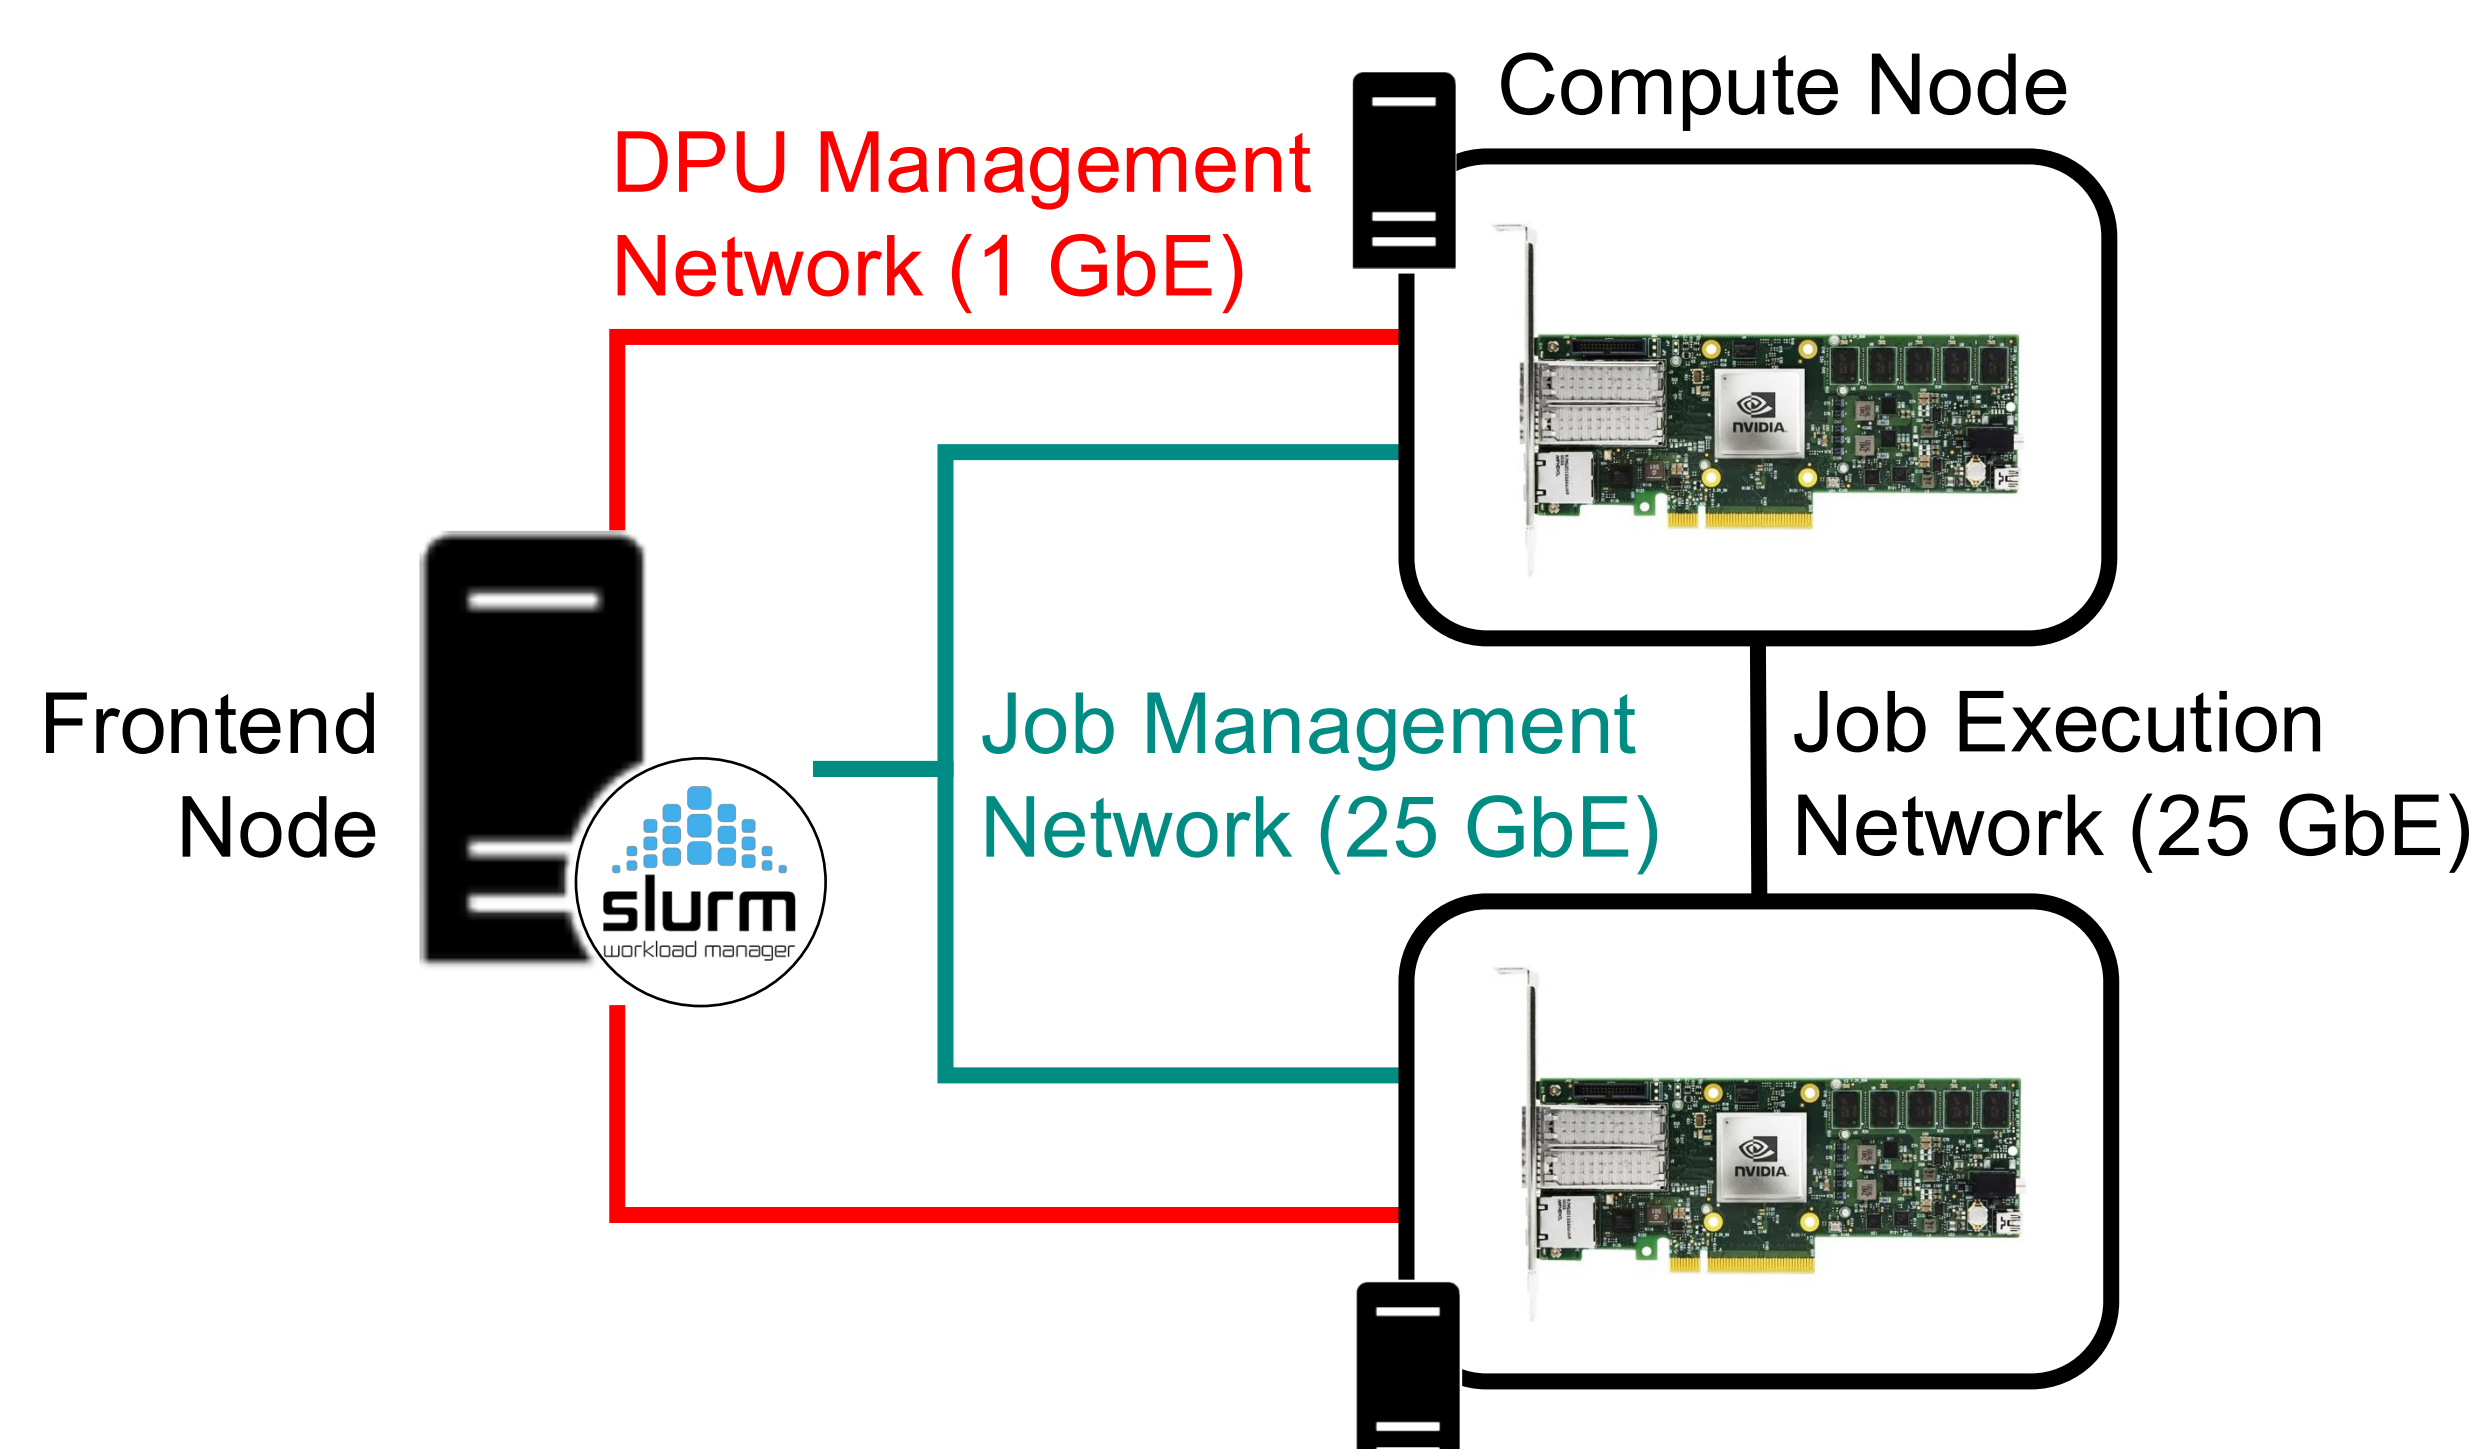 Compute Node
DPU Management
Network (1 GbE)
NVIDIA
Frontend
Node
slurm
workload manager
Job Management
Network (25 GbE)
Job Execution
Network (25 GbE)
NVIDIA